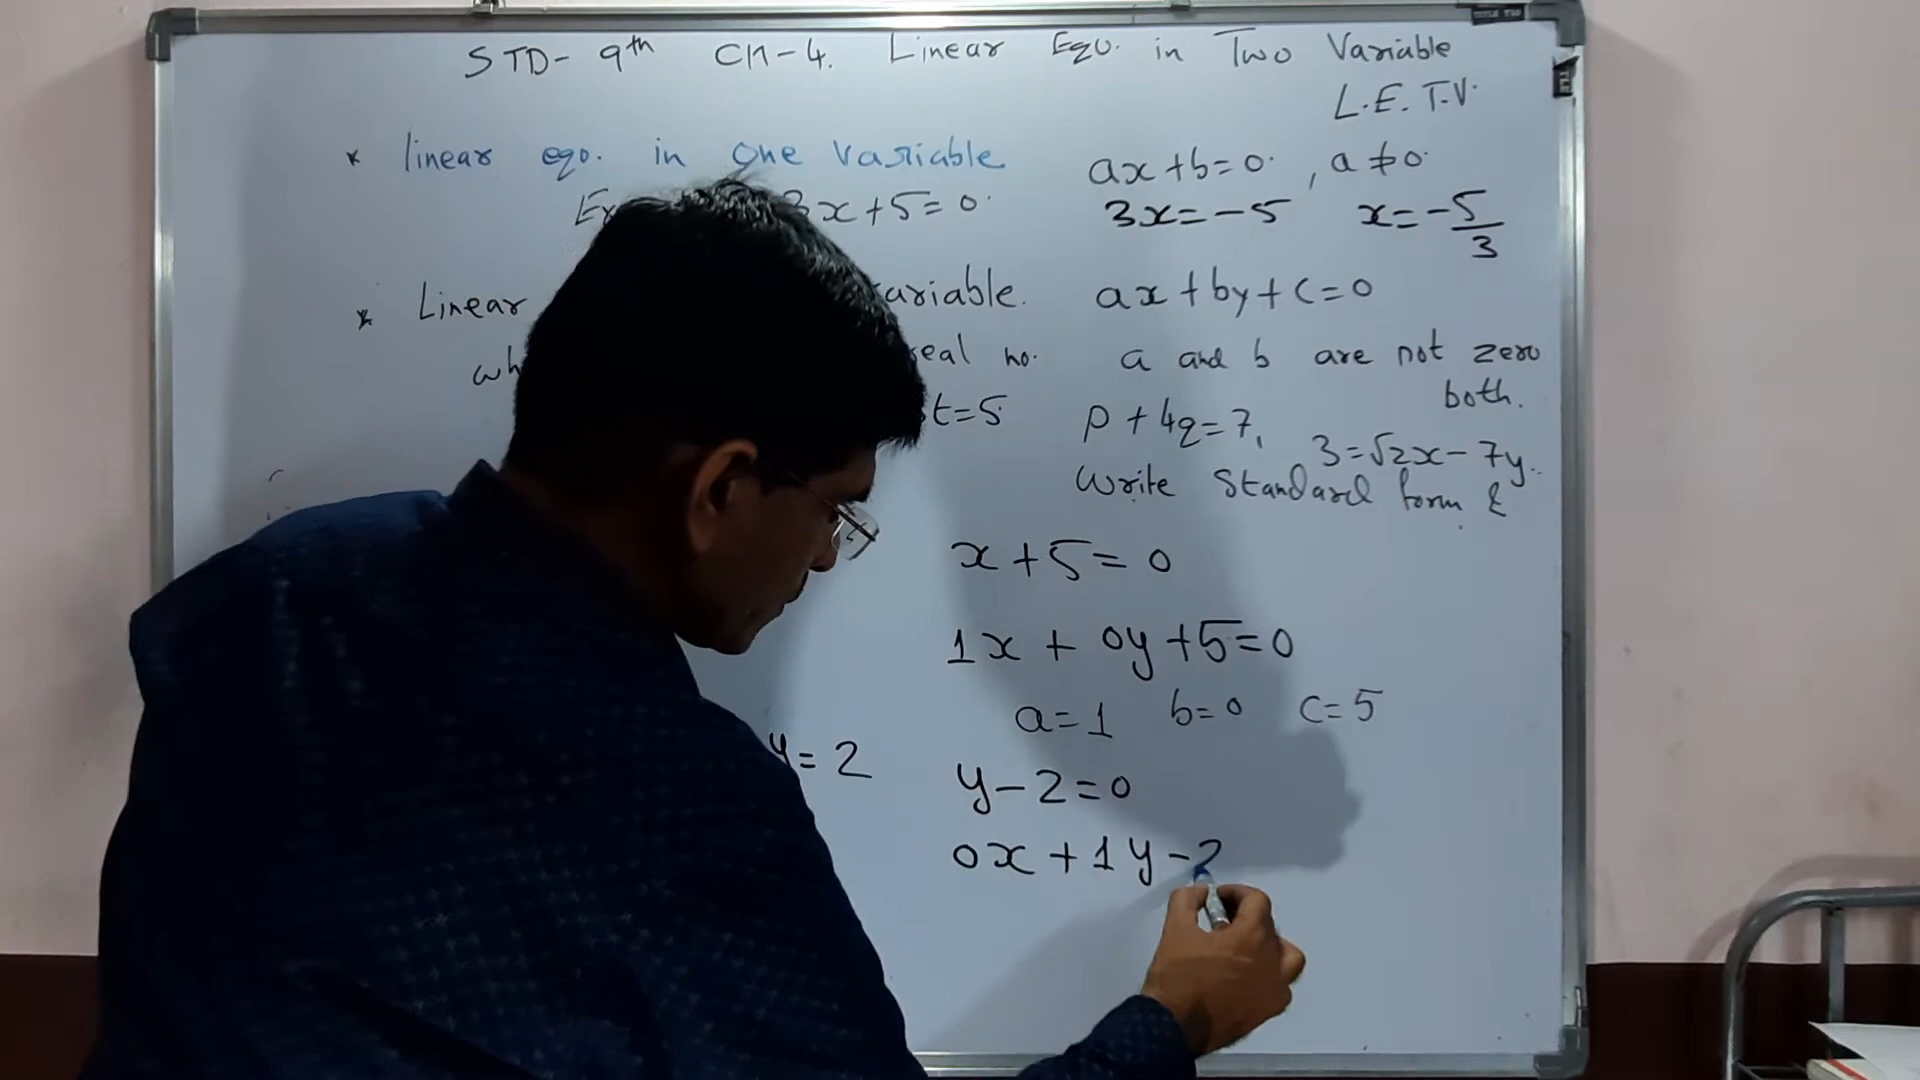 STD- 9th CH-4. Linear Equ. in Two Variable
L.E. T.V.
* linear equ. in one variable ax+b=0, a≠0.
3x+5=0. 3x=-5 x=-5/3
* Linear variable. ax+by+c=0
real no. a and b are not zero
both.
t=5 p+4q=7, 3=√2x-7y.
Write Standard form &
x+5=0
1x + 0y+5=0
a=1 b=0 c=5
y=2 y-2=0
0x+1y-2